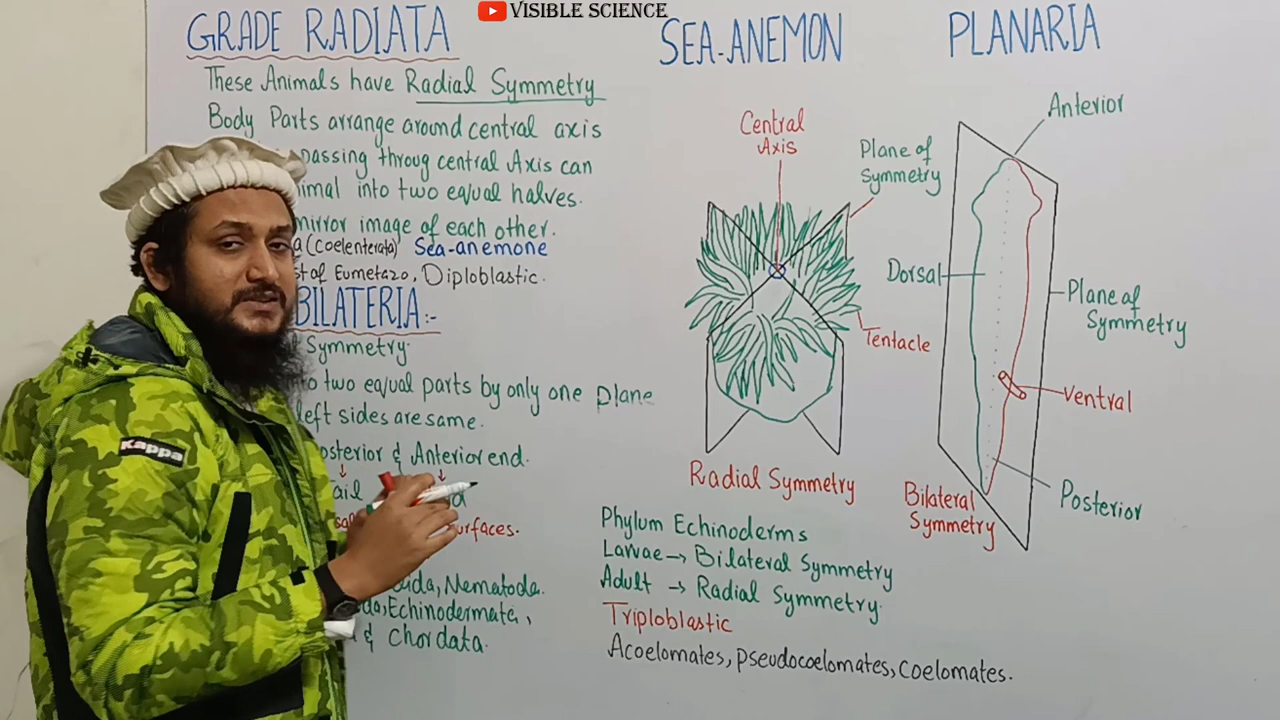 VISIBLE SCIENCE
GRADE RADIATA
These Animals have Radial Symmetry
Body Parts arrange around central axis
passing throug central Axis can
imal into two equal halves.
mirror image of each other.
a (Coelenterata) Sea-anemone
st of Eumetazo, Diploblastic.
BILATERIA:-
Symmetry
to two equal parts by only one plane
left sides are same.
osterior & Anterior end.
Tail
urfaces.
Nematoda.
Echinodermata,
& Chordata.
Kappa
SEA-ANEMON
Central
Axis
Plane of
Symmetry
Tentacle
Radial Symmetry
PLANARIA
Anterior
Dorsal
Plane of
Symmetry
Ventral
Posterior
Bilateral
Symmetry
Phylum Echinoderms
Larvae → Bilateral Symmetry
Adult → Radial Symmetry.
Triploblastic
Acoelomates, pseudocoelomates, coelomates.